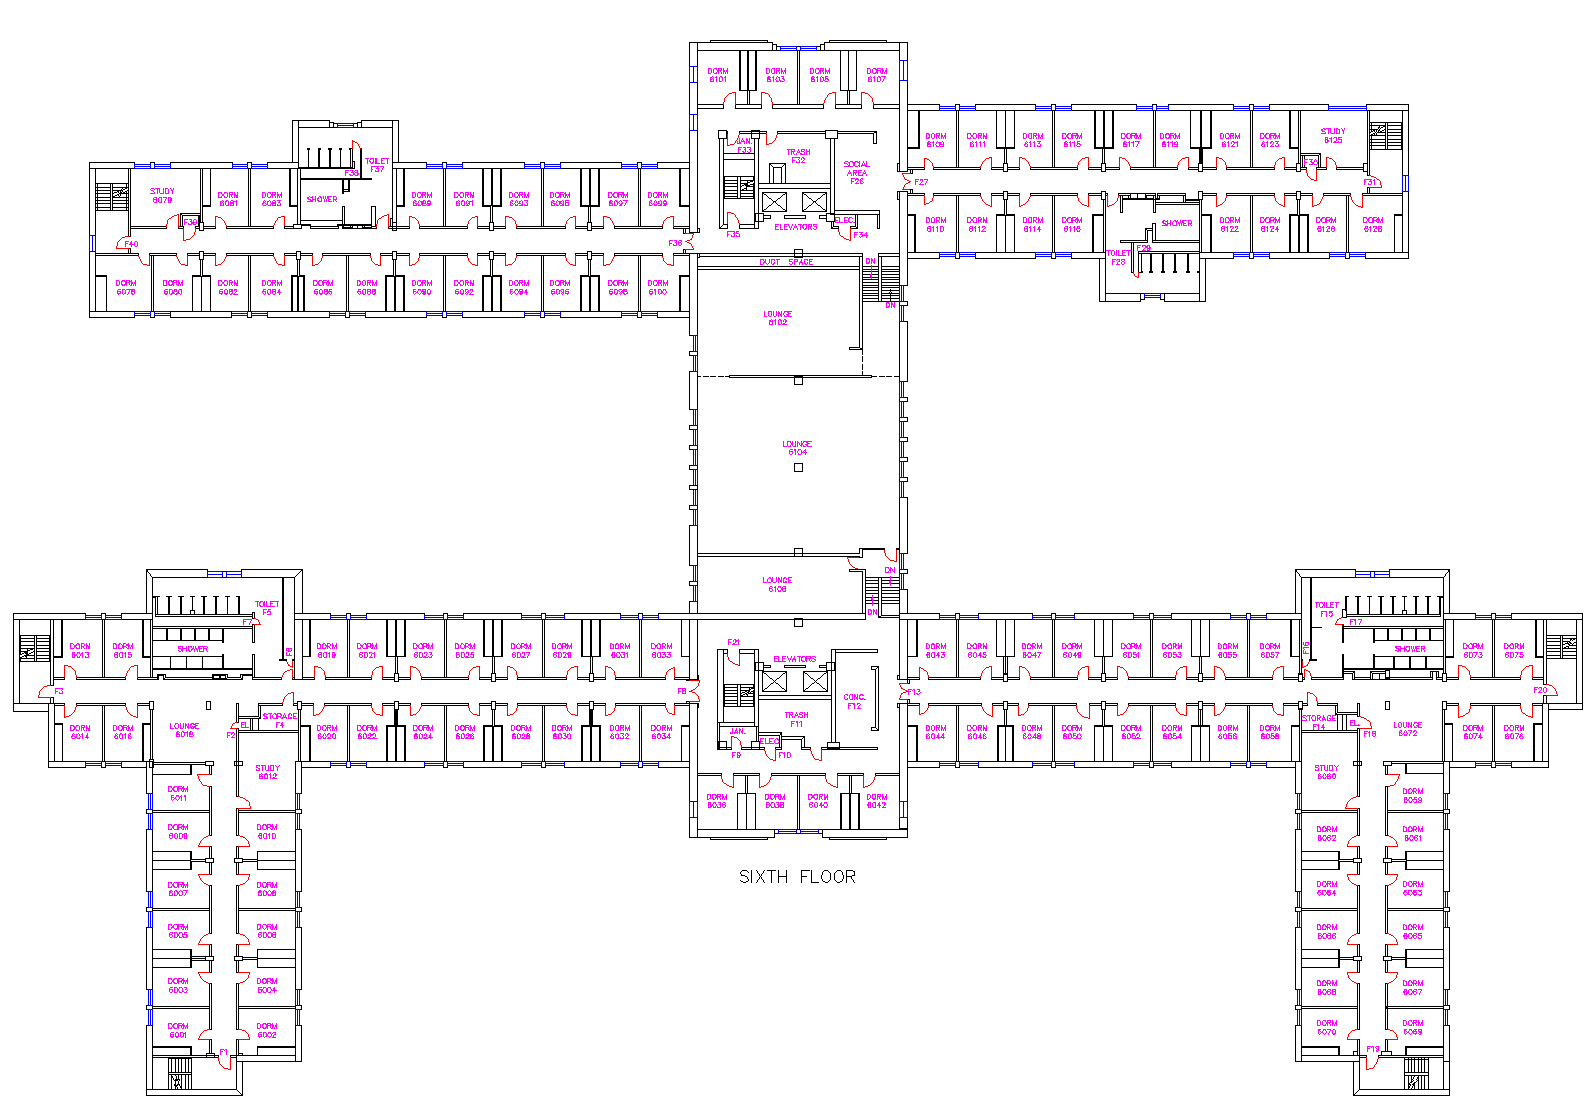 DORM
6101
DORM
6103
DORM
6105
DORM
6107
JAN.
F33
TRASH
F32
SOCIAL
AREA
F26
ELEC.
F34
F35
ELEVATORS
DORM
6109
DORM
6111
DORM
6113
DORM
6115
DORM
6117
DORM
6119
DORM
6121
DORM
6123
STUDY
6125
F30
F31
F27
DORM
6110
DORM
6112
DORM
6114
DORM
6116
SHOWER
TOILET
F28
F29
DORM
6122
DORM
6124
DORM
6126
DORM
6128
TOILET
F37
F38
SHOWER
STUDY
6079
F39
F40
DORM
6081
DORM
6083
DORM
6089
DORM
6091
DORM
6093
DORM
6095
DORM
6097
DORM
6099
F36
DORM
6078
DORM
6080
DORM
6082
DORM
6084
DORM
6086
DORM
6088
DORM
6090
DORM
6092
DORM
6094
DORM
6096
DORM
6098
DORM
6100
DUCT SPACE
DN
DN
LOUNGE
6102
LOUNGE
6104
LOUNGE
6106
DN
DN
TOILET
F5
F7
SHOWER
F6
F3
DORM
6013
DORM
6015
DORM
6019
DORM
6021
DORM
6023
DORM
6025
DORM
6027
DORM
6029
DORM
6031
DORM
6033
F8
DORM
6014
DORM
6016
LOUNGE
6018
F2
EL.
STORAGE
F4
DORM
6020
DORM
6022
DORM
6024
DORM
6026
DORM
6028
DORM
6030
DORM
6032
DORM
6034
F21
ELEVATORS
CONC.
F12
TRASH
F11
JAN.
F9
ELEC.
F10
DORM
6036
DORM
6038
DORM
6040
DORM
6042
F13
DORM
6043
DORM
6045
DORM
6047
DORM
6049
DORM
6051
DORM
6053
DORM
6055
DORM
6057
DORM
6044
DORM
6046
DORM
6048
DORM
6050
DORM
6052
DORM
6054
DORM
6056
DORM
6058
TOILET
F15
F16
F17
SHOWER
DORM
6073
DORM
6075
F20
STORAGE
F14
EL.
F18
LOUNGE
6072
DORM
6074
DORM
6076
STUDY
6012
DORM
6011
DORM
6009
DORM
6010
DORM
6007
DORM
6008
DORM
6005
DORM
6006
DORM
6003
DORM
6004
DORM
6001
DORM
6002
F1
STUDY
6060
DORM
6059
DORM
6062
DORM
6061
DORM
6064
DORM
6063
DORM
6066
DORM
6065
DORM
6068
DORM
6067
DORM
6070
DORM
6069
F19
SIXTH FLOOR